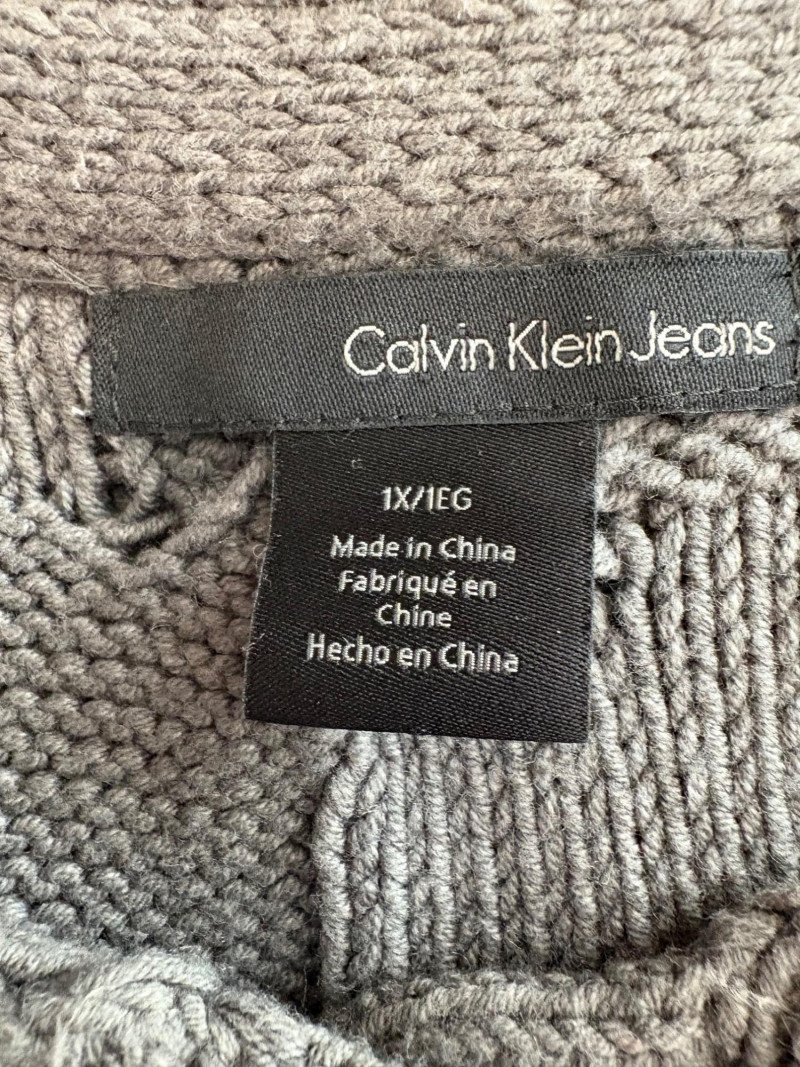 Calvin Klein Jeans
1X/1EG
Made in China
Fabriqué en
Chine
Hecho en China